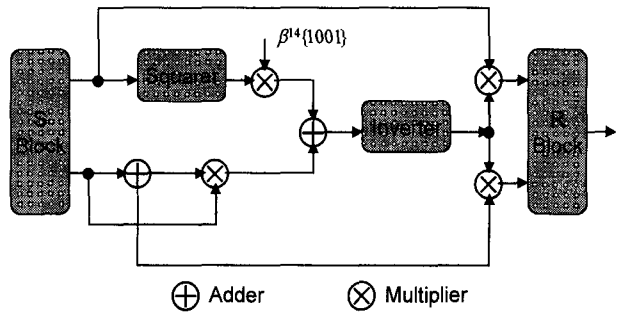 β¹⁴{1001}
S
Block
Squarer
Inverter
R
Block
Adder
Multiplier